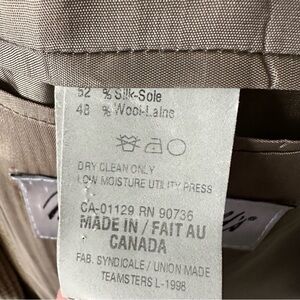 52 % Silk-Soie
48 % Wool-Laine
DRY CLEAN ONLY
LOW MOISTURE UTILITY PRESS
CA-01129 RN 90736
MADE IN / FAIT AU
CANADA
FAB. SYNDICALE / UNION MADE
TEAMSTERS L-1998